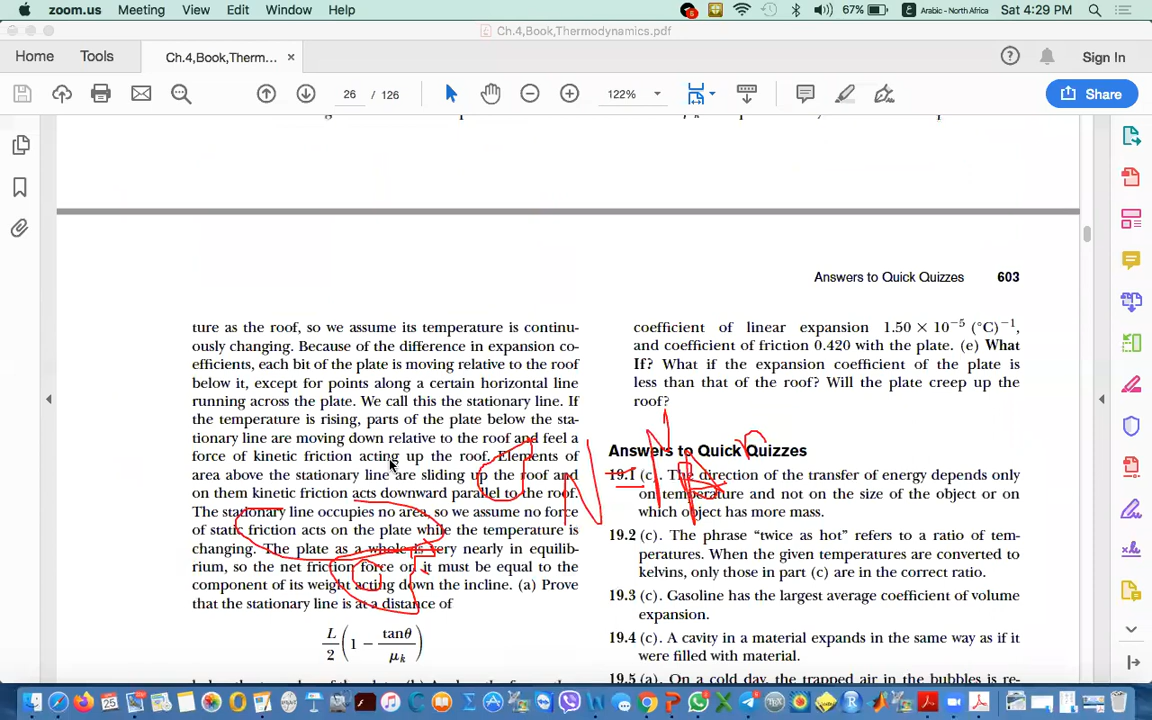 zoom.us Meeting View Edit Window Help 67% Arabic - North Africa Sat 4:29 PM
Ch.4,Book,Thermodynamics.pdf
Home Tools Ch.4,Book,Therm... × Sign In
26 / 126 122% Share
Answers to Quick Quizzes 603
ture as the roof, so we assume its temperature is continu-
ously changing. Because of the difference in expansion co-
efficients, each bit of the plate is moving relative to the roof
below it, except for points along a certain horizontal line
running across the plate. We call this the stationary line. If
the temperature is rising, parts of the plate below the sta-
tionary line are moving down relative to the roof and feel a
force of kinetic friction acting up the roof. Elements of
area above the stationary line are sliding up the roof and
on them kinetic friction acts downward parallel to the roof.
The stationary line occupies no area, so we assume no force
of static friction acts on the plate while the temperature is
changing. The plate as a whole is very nearly in equilib-
rium, so the net friction force on it must be equal to the
component of its weight acting down the incline. (a) Prove
that the stationary line is at a distance of
L/2 (1 − tanθ/μk)
coefficient of linear expansion 1.50 × 10⁻⁵ (°C)⁻¹,
and coefficient of friction 0.420 with the plate. (e) What
If? What if the expansion coefficient of the plate is
less than that of the roof? Will the plate creep up the
roof?
Answers to Quick Quizzes
19.1 (c). The direction of the transfer of energy depends only
on temperature and not on the size of the object or on
which object has more mass.
19.2 (c). The phrase “twice as hot” refers to a ratio of tem-
peratures. When the given temperatures are converted to
kelvins, only those in part (c) are in the correct ratio.
19.3 (c). Gasoline has the largest average coefficient of volume
expansion.
19.4 (c). A cavity in a material expands in the same way as if it
were filled with material.
19.5 (a). On a cold day, the trapped air in the bubbles is re-